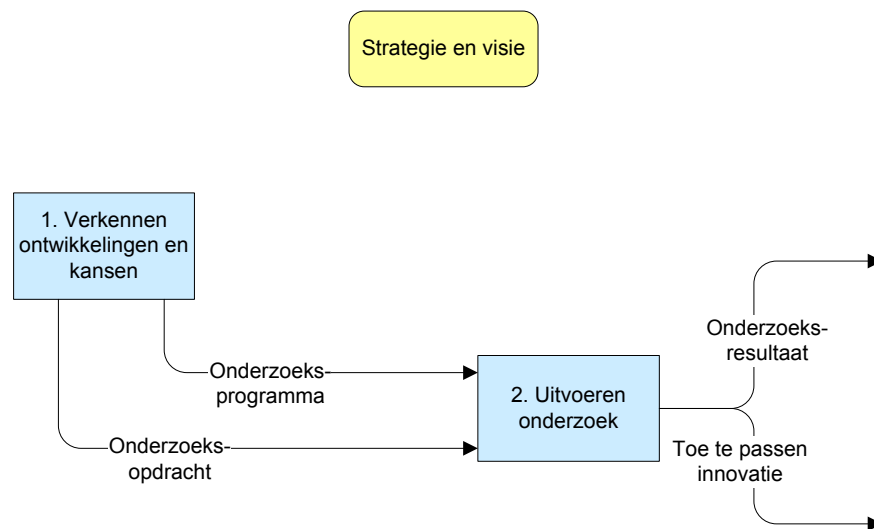 Strategie en visie
1. Verkennen
ontwikkelingen en
kansen
Onderzoeks-
resultaat
Onderzoeks-
programma
2. Uitvoeren
onderzoek
Onderzoeks-
opdracht
Toe te passen
innovatie